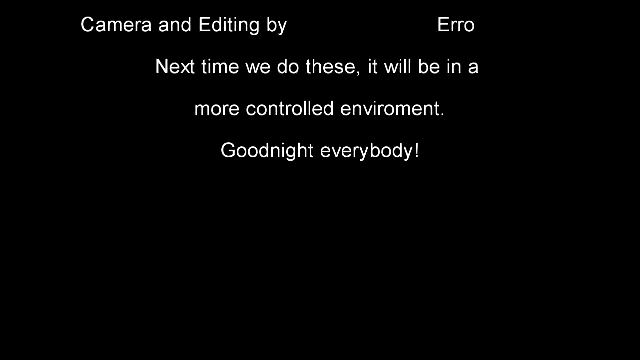 Camera and Editing by Erro
Next time we do these, it will be in a
more controlled enviroment.
Goodnight everybody!